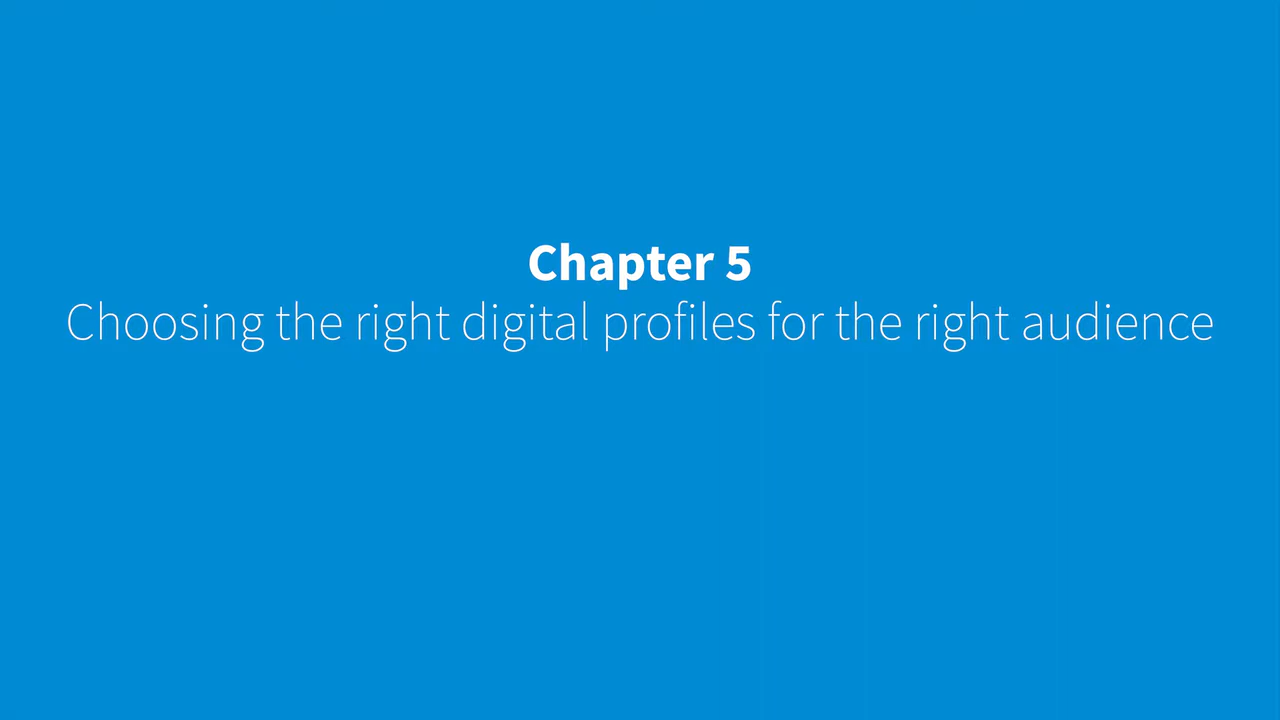 Chapter 5
Choosing the right digital profiles for the right audience